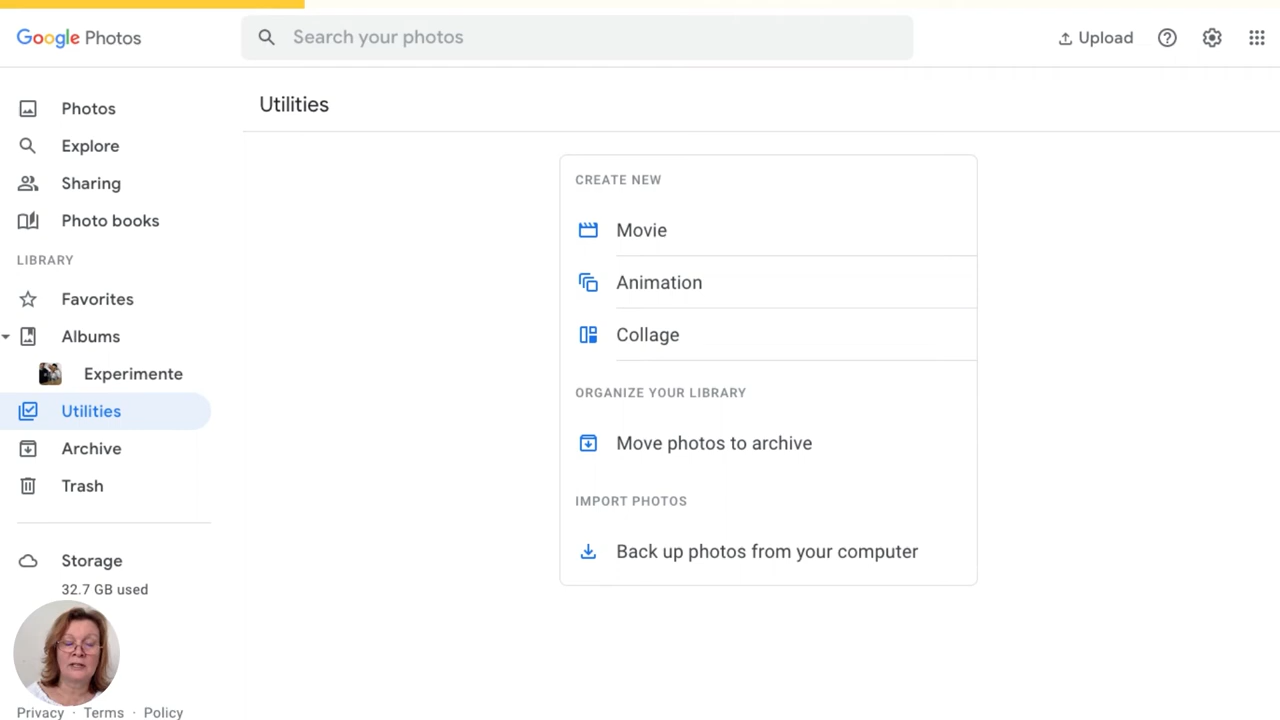 Google Photos
Search your photos
Upload
Photos
Explore
Sharing
Photo books
LIBRARY
Favorites
Albums
Experimente
Utilities
Archive
Trash
Storage
32.7 GB used
Privacy · Terms · Policy
Utilities
CREATE NEW
Movie
Animation
Collage
ORGANIZE YOUR LIBRARY
Move photos to archive
IMPORT PHOTOS
Back up photos from your computer